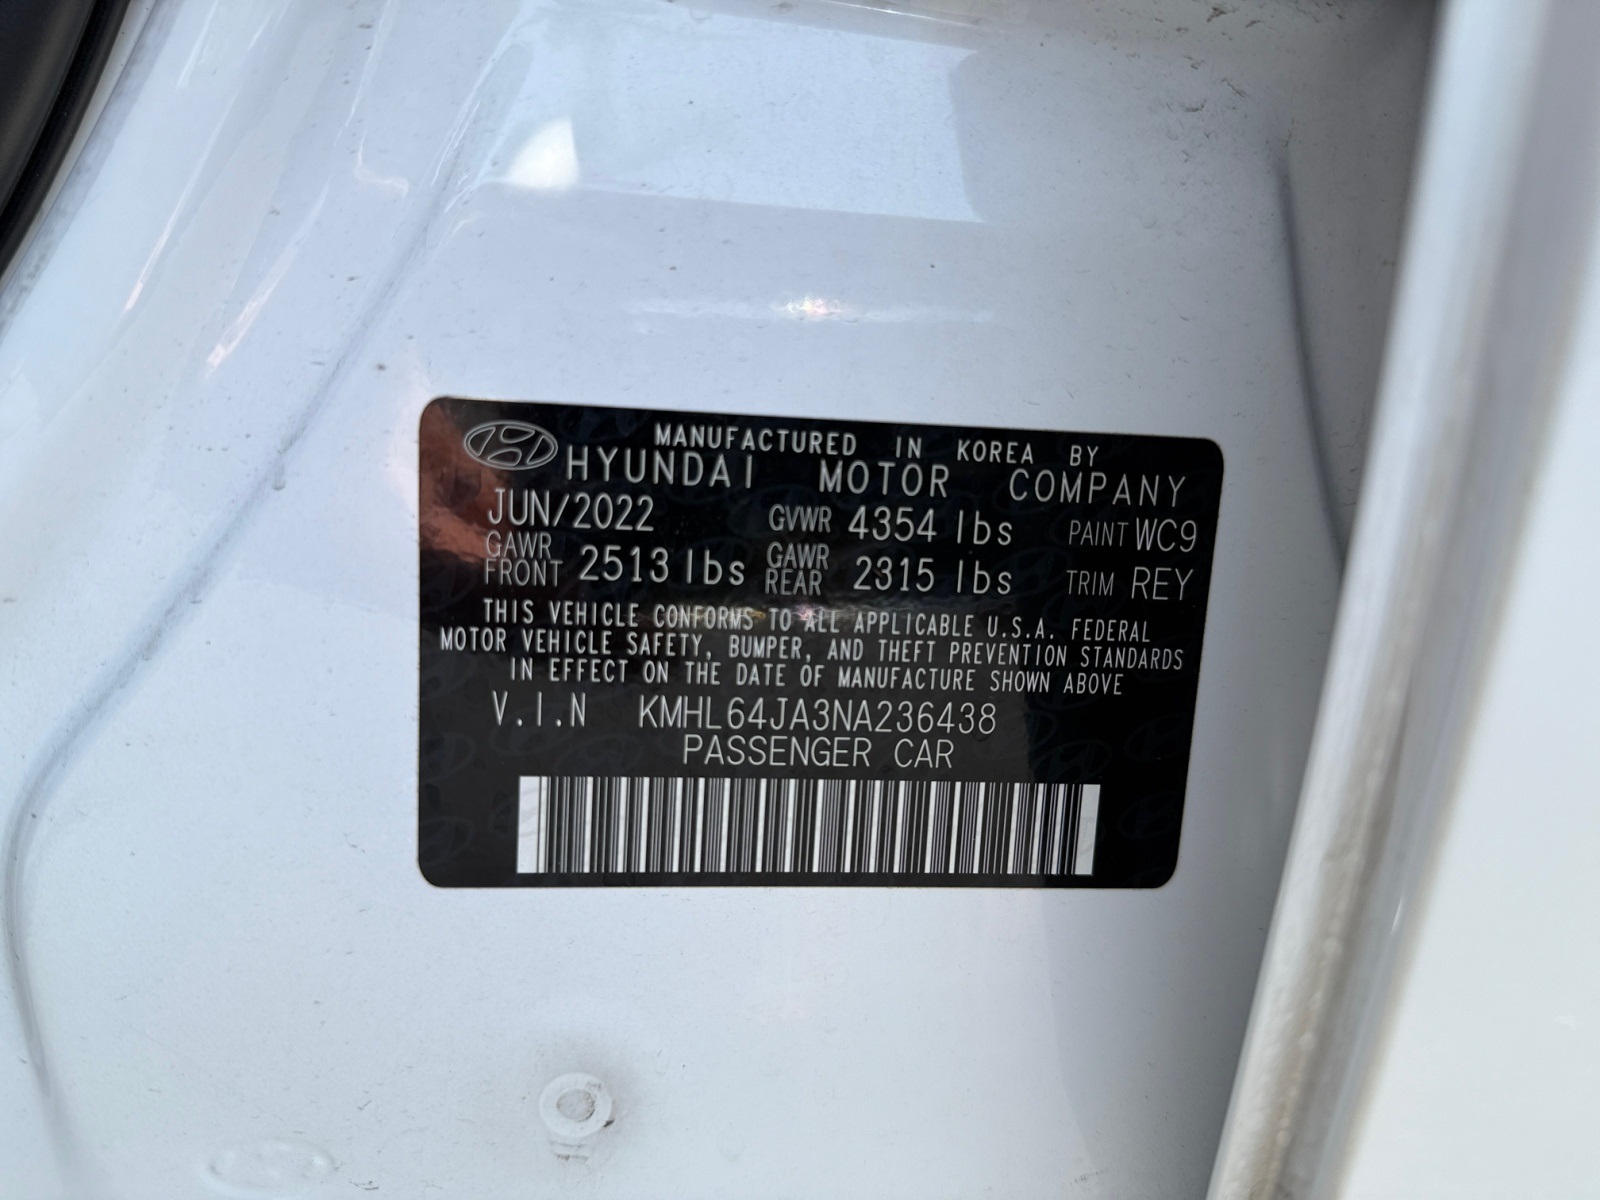 MANUFACTURED IN KOREA BY
HYUNDAI MOTOR COMPANY
JUN/2022 GVWR 4354 lbs PAINT WC9
GAWR FRONT 2513 lbs GAWR REAR 2315 lbs TRIM REY
THIS VEHICLE CONFORMS TO ALL APPLICABLE U.S.A. FEDERAL
MOTOR VEHICLE SAFETY, BUMPER, AND THEFT PREVENTION STANDARDS
IN EFFECT ON THE DATE OF MANUFACTURE SHOWN ABOVE
V.I.N KMHL64JA3NA236438
PASSENGER CAR